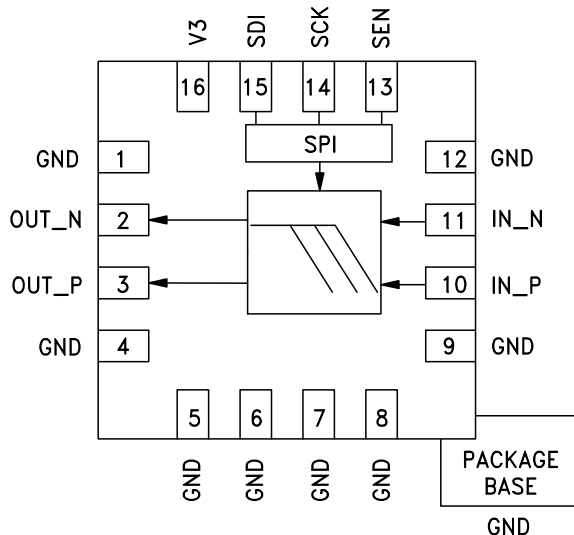 V3 SDI SCK SEN
16 15 14 13
SPI
GND 1 12 GND
OUT_N 2 11 IN_N
OUT_P 3 10 IN_P
GND 4 9 GND
5 6 7 8
GND GND GND GND
PACKAGE
BASE
GND